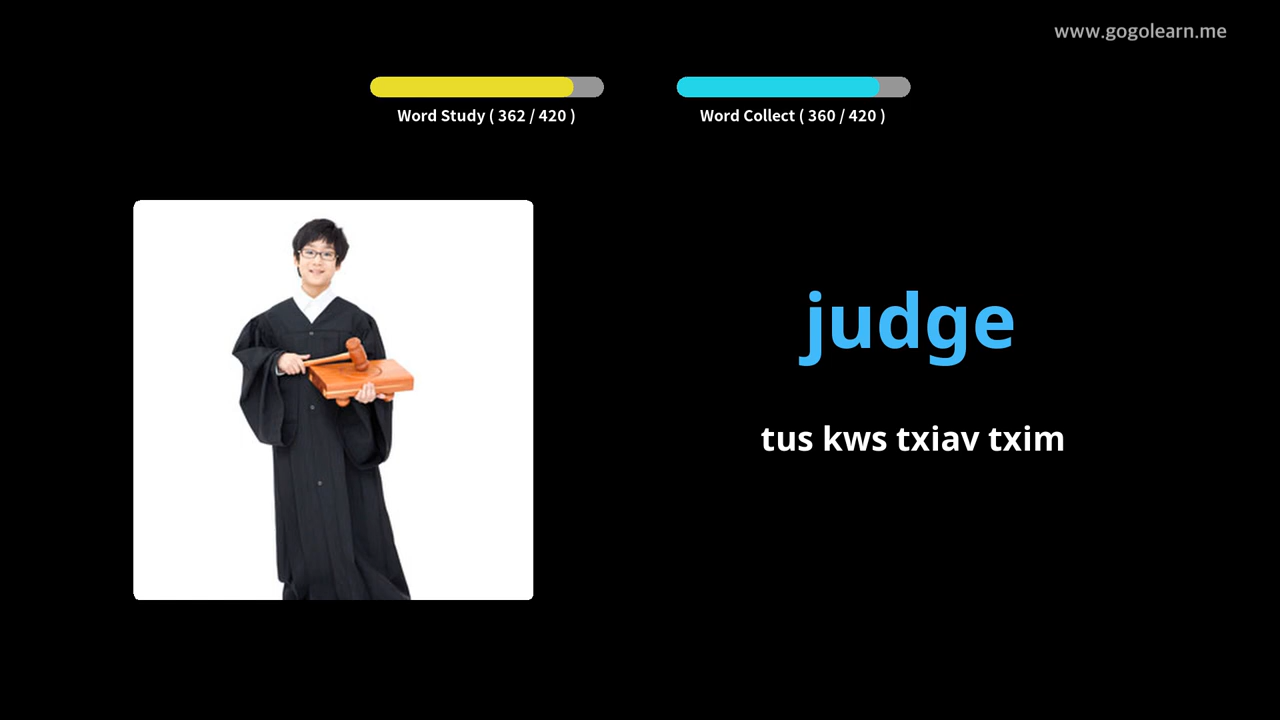 www.gogolearn.me
Word Study ( 362 / 420 )
Word Collect ( 360 / 420 )
judge
tus kws txiav txim